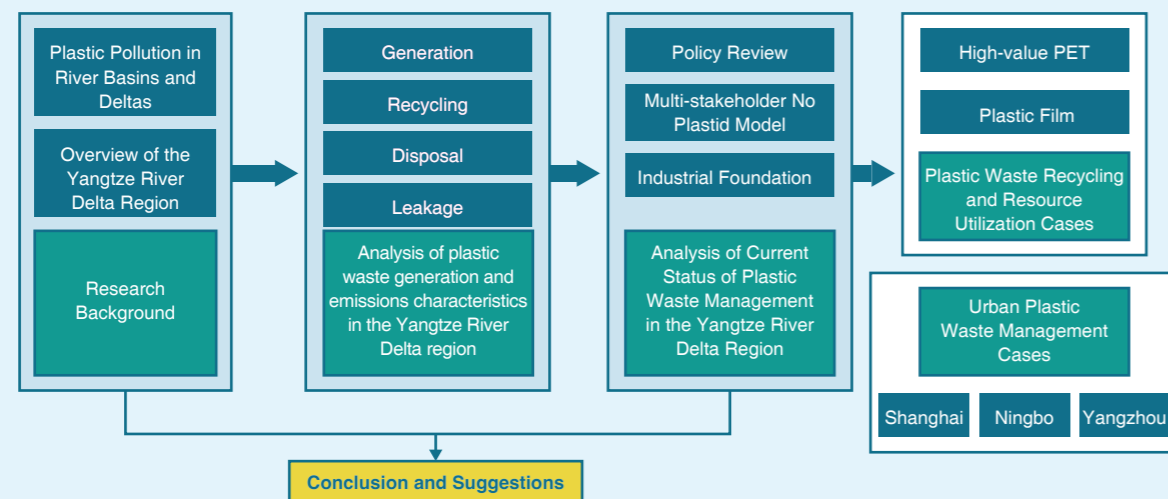 Plastic Pollution in
River Basins and
Deltas
Overview of the
Yangtze River
Delta Region
Research
Background
Generation
Recycling
Disposal
Leakage
Analysis of plastic
waste generation and
emissions characteristics
in the Yangtze River
Delta region
Policy Review
Multi-stakeholder No
Plastid Model
Industrial Foundation
Analysis of Current
Status of Plastic
Waste Management
in the Yangtze River
Delta Region
High-value PET
Plastic Film
Plastic Waste Recycling
and Resource
Utilization Cases
Urban Plastic
Waste Management
Cases
Shanghai
Ningbo
Yangzhou
Conclusion and Suggestions